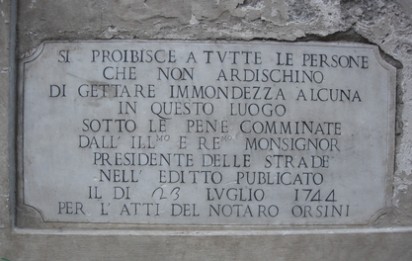 SI PROIBISCE A TVTTE LE PERSONE
CHE NON ARDISCHINO
DI GETTARE IMMONDEZZA ALCUNA
IN QUESTO LUOGO
SOTTO LE PENE COMMINATE
DALL' ILL^MO E RE^MO MONSIGNOR
PRESIDENTE DELLE STRADE
NELL' EDITTO PUBLICATO
IL DI 23 LVGLIO 1744
PER L' ATTI DEL NOTARO ORSINI